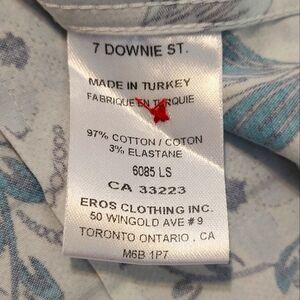 7 DOWNIE ST.
MADE IN TURKEY
FABRIQUE EN TURQUIE
97% COTTON / COTON
3% ELASTANE
6085 LS
CA 33223
EROS CLOTHING INC.
50 WINGOLD AVE # 9
TORONTO ONTARIO , CA
M6B 1P7